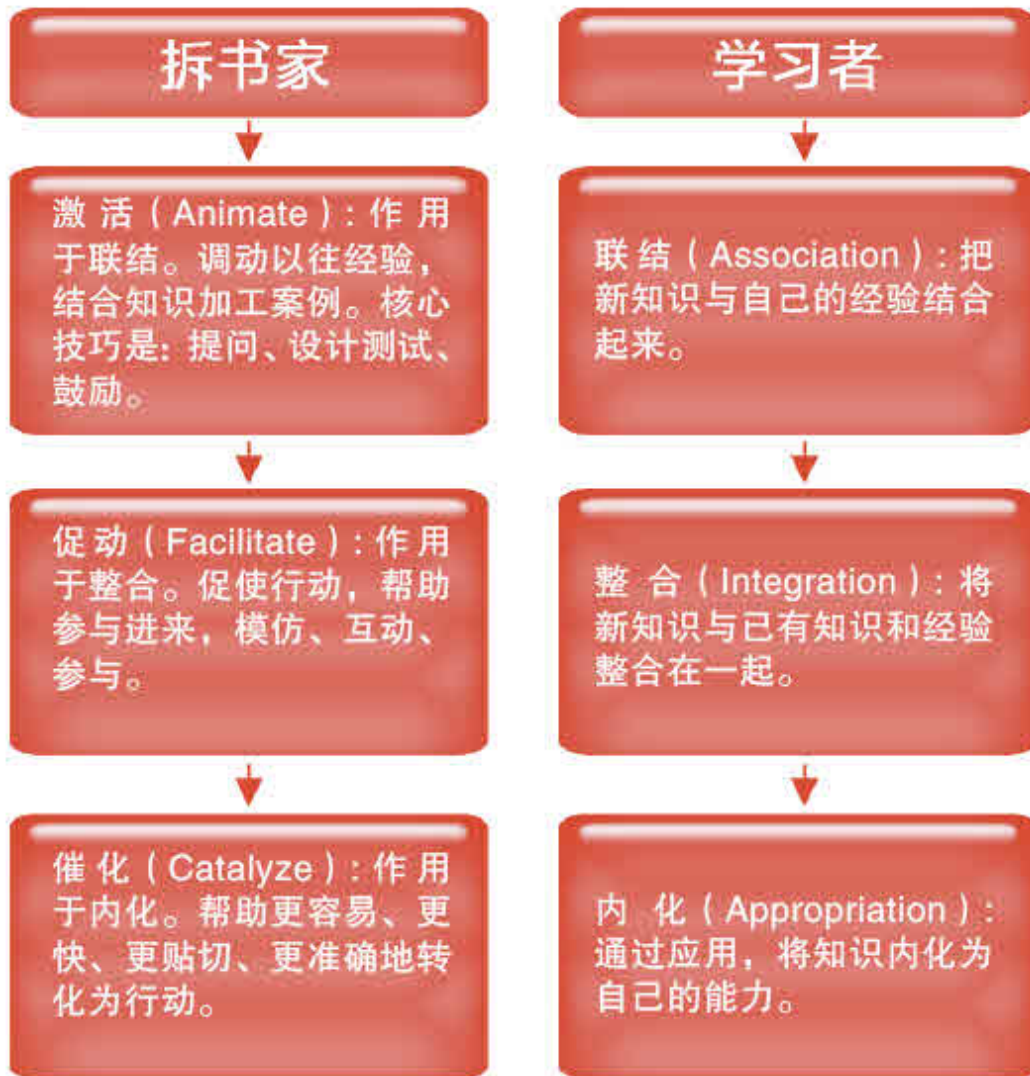 拆书家
激活（Animate）：作用
于联结。调动以往经验，
结合知识加工案例。核心
技巧是：提问、设计测试、
鼓励。
促动（Facilitate）：作用
于整合。促使行动，帮助
参与进来，模仿、互动、
参与。
催化（Catalyze）：作用
于内化。帮助更容易、更
快、更贴切、更准确地转
化为行动。
学习者
联结（Association）：把
新知识与自己的经验结合
起来。
整合（Integration）：将
新知识与已有知识和经验
整合在一起。
内化（Appropriation）：
通过应用，将知识内化为
自己的能力。